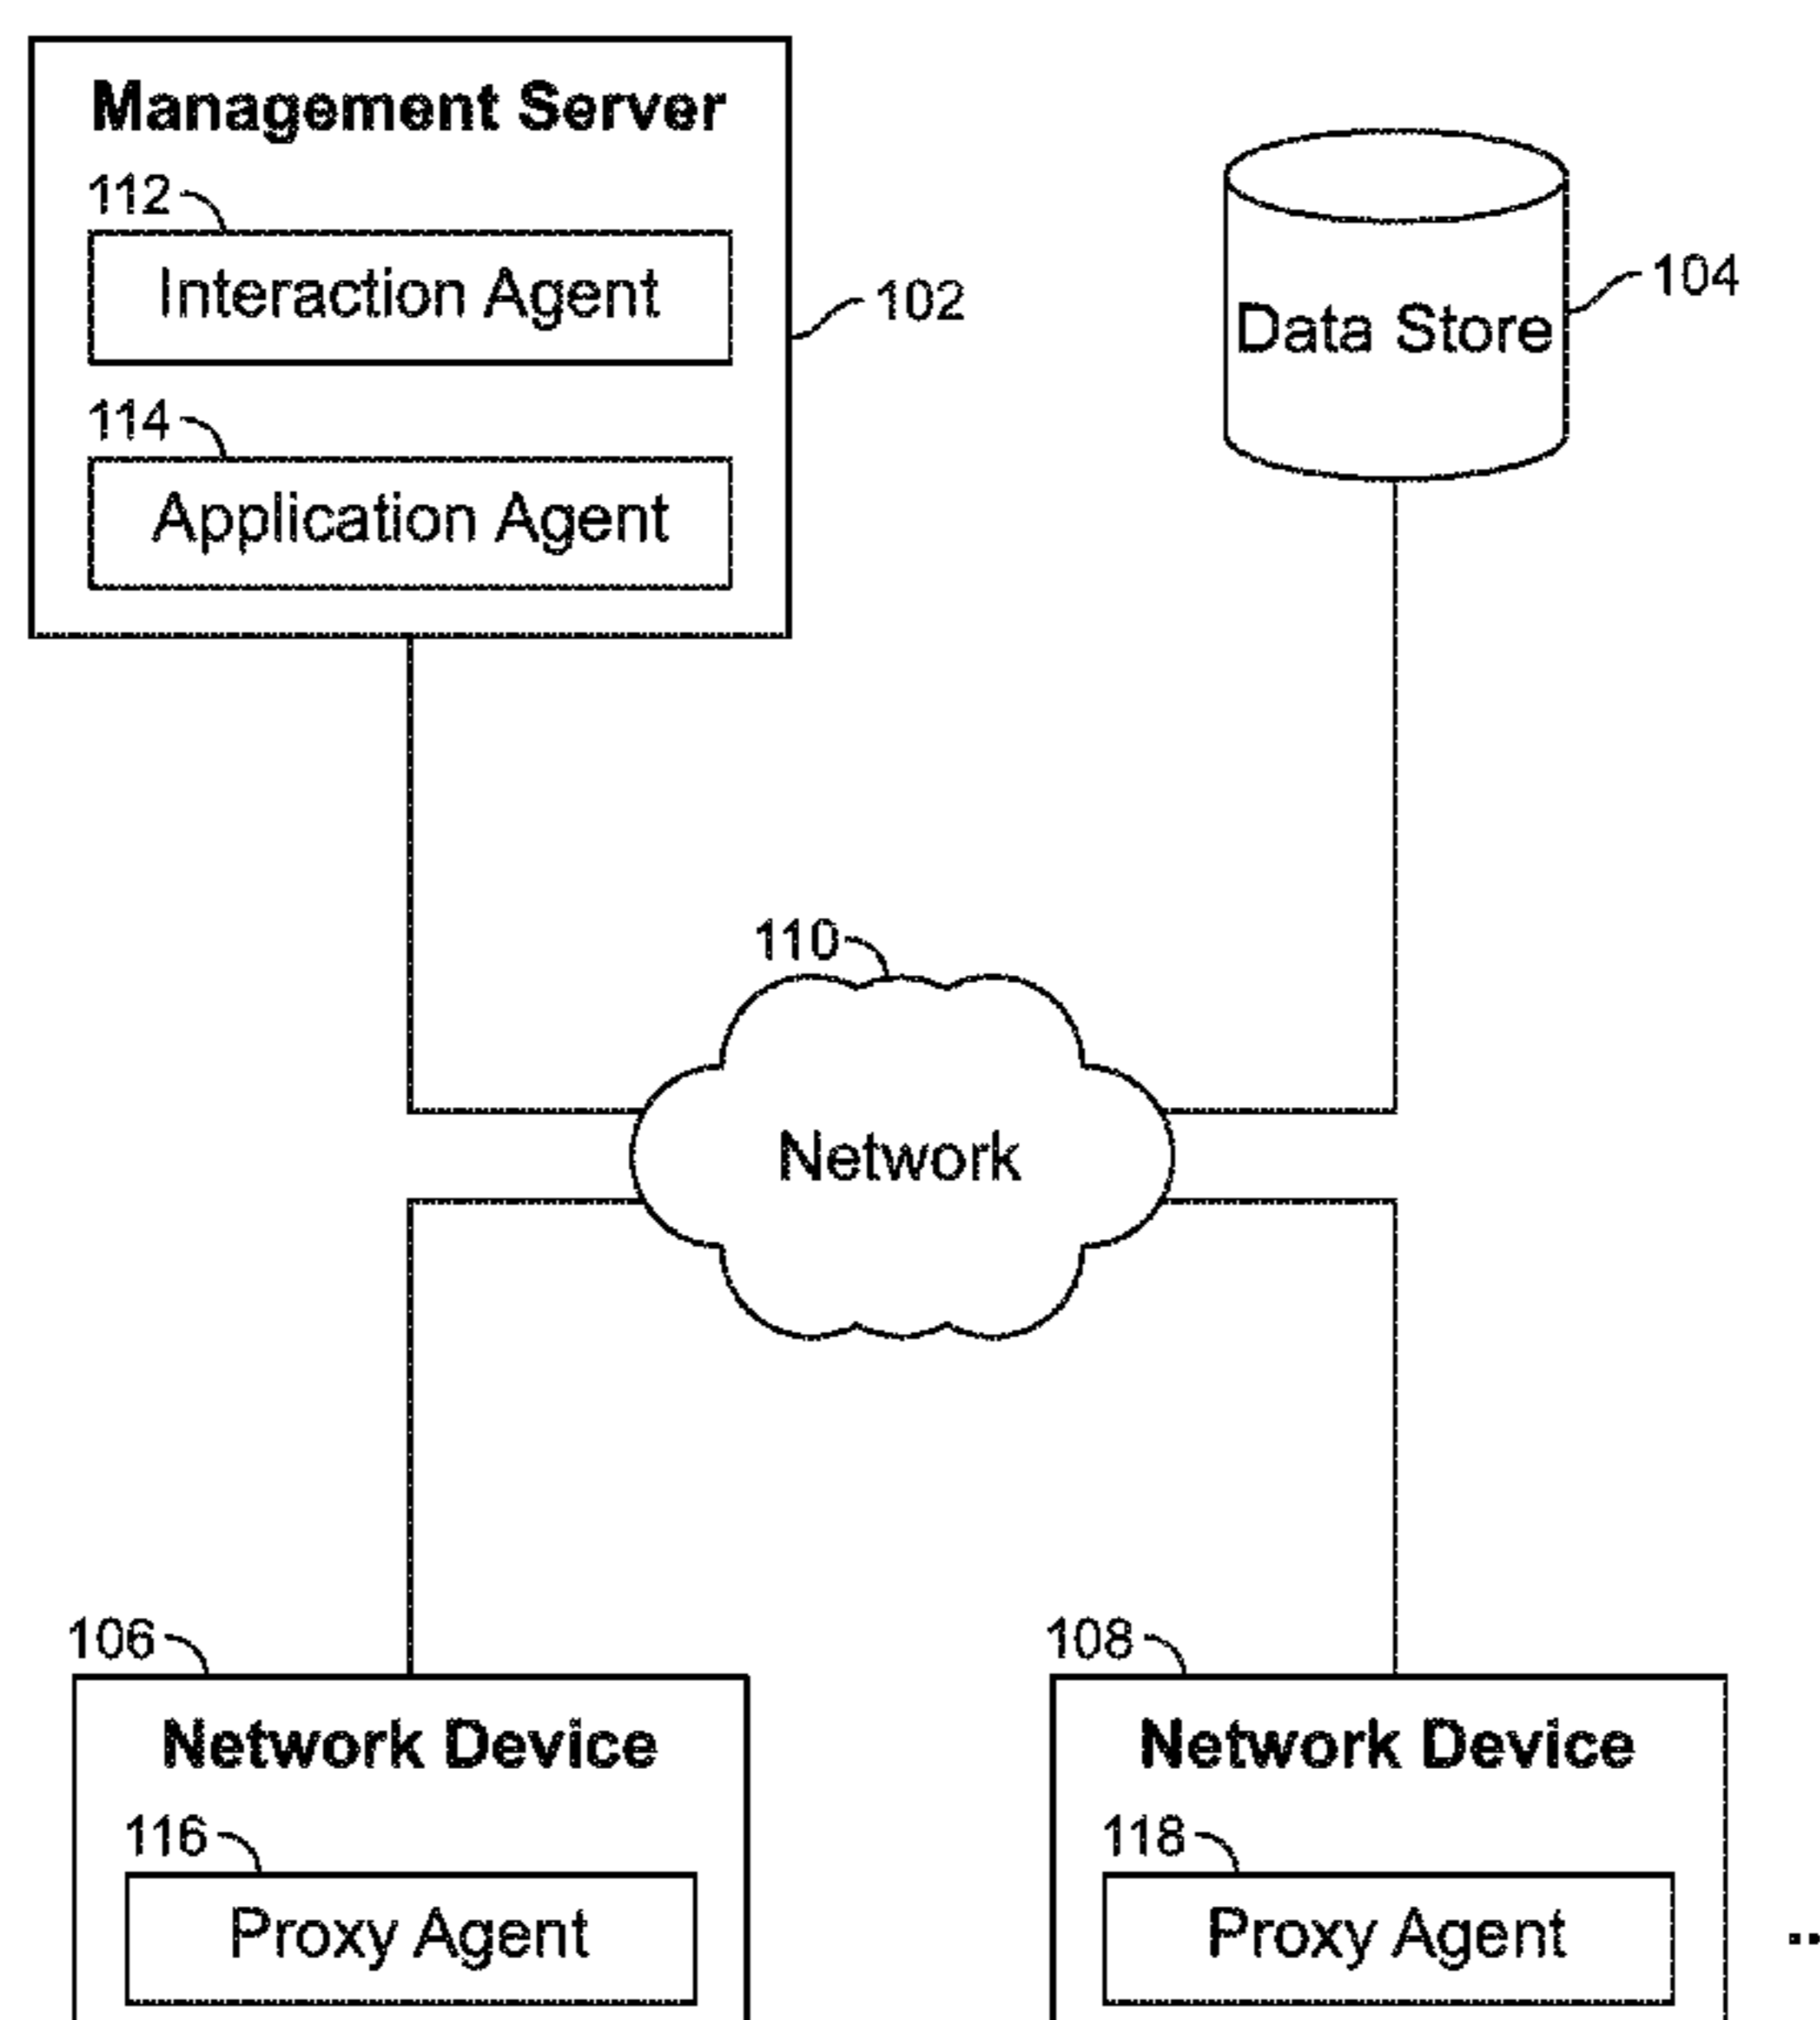 Management Server
112
Interaction Agent
102
104
Data Store
114
Application Agent
110
Network
106
108
Network Device
Network Device
116
118
Proxy Agent
Proxy Agent
..